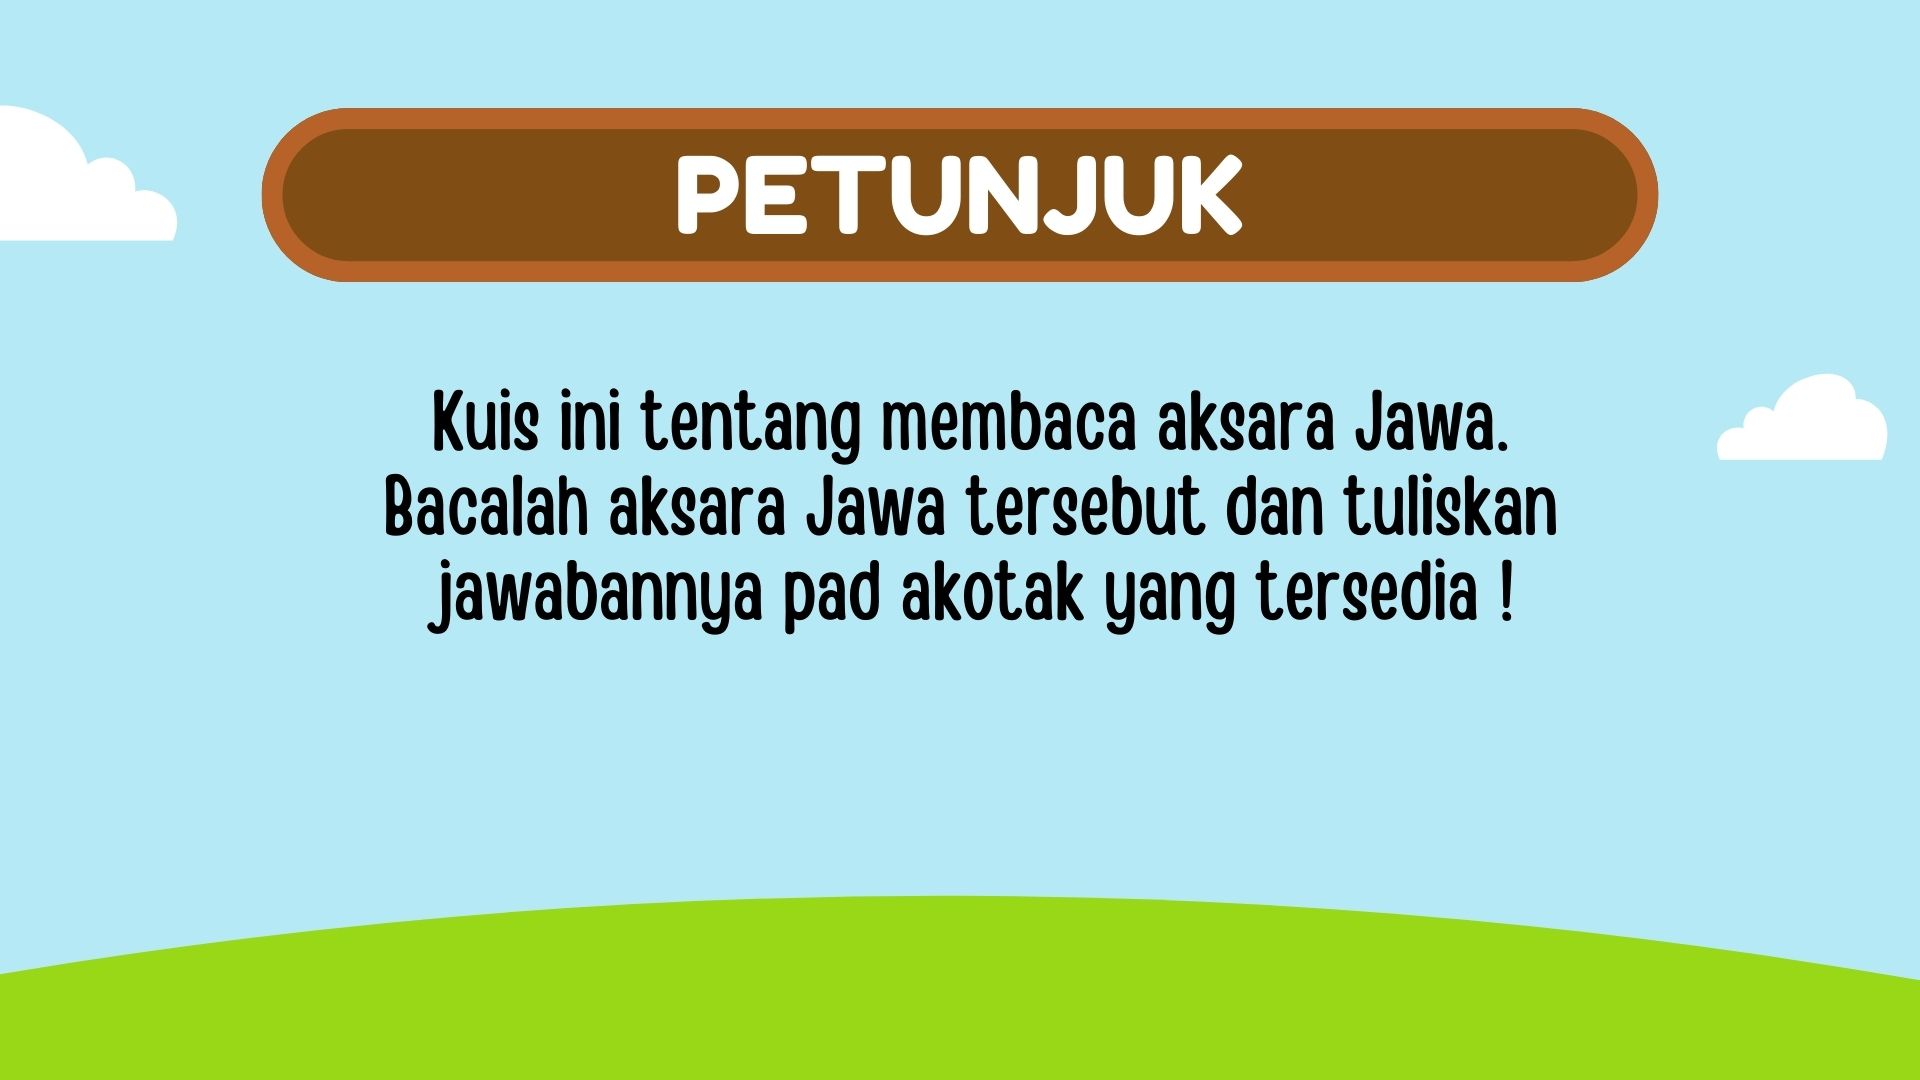 PETUNJUK
Kuis ini tentang membaca aksara Jawa.
Bacalah aksara Jawa tersebut dan tuliskan
jawabannya pad akotak yang tersedia !